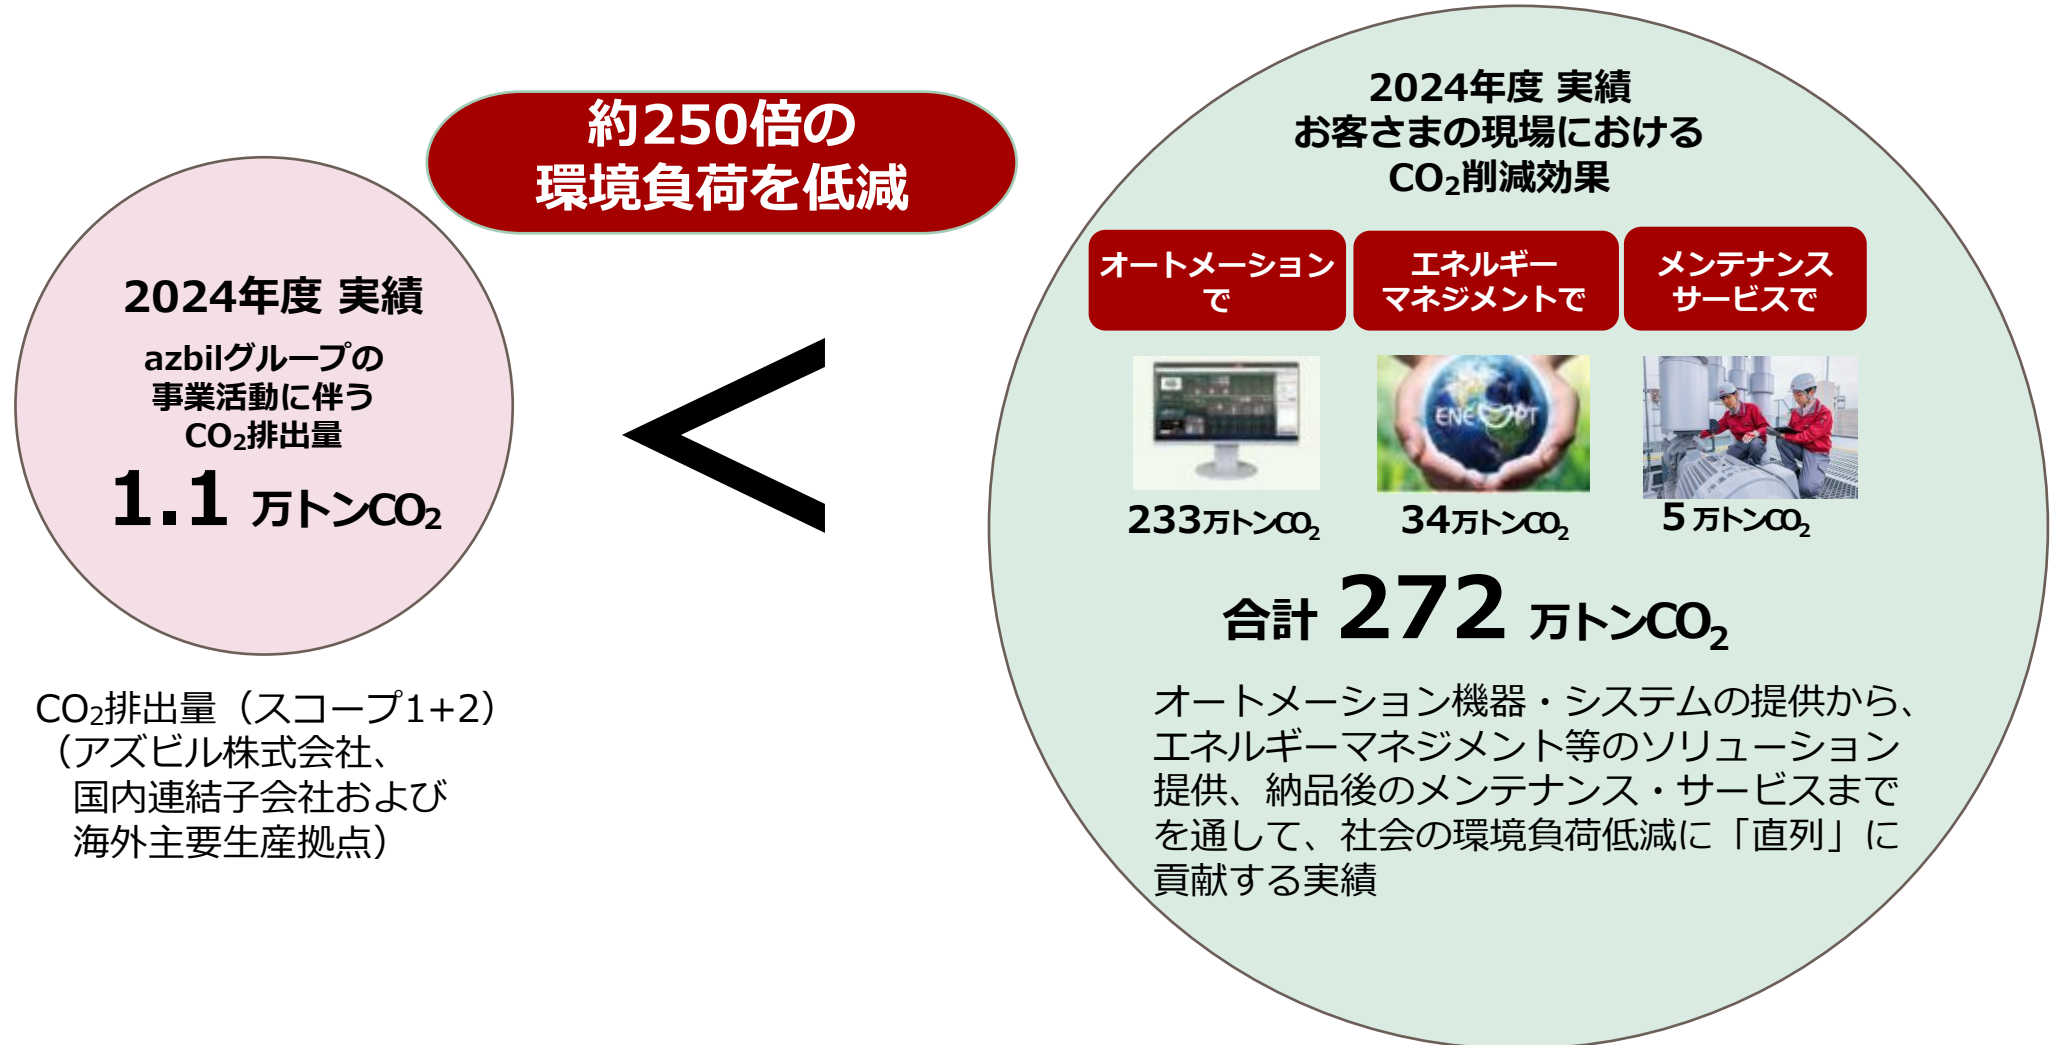 約250倍の
環境負荷を低減
2024年度 実績
azbilグループの
事業活動に伴う
CO₂排出量
1.1 万トンCO₂
CO₂排出量（スコープ1+2）
（アズビル株式会社、
国内連結子会社および
海外主要生産拠点）
<
2024年度 実績
お客さまの現場における
CO₂削減効果
オートメーション
で
エネルギー
マネジメントで
メンテナンス
サービスで
ENEOPT
233万トンCO₂
34万トンCO₂
5 万トンCO₂
合計 272 万トンCO₂
オートメーション機器・システムの提供から、
エネルギーマネジメント等のソリューション
提供、納品後のメンテナンス・サービスまで
を通して、社会の環境負荷低減に「直列」に
貢献する実績